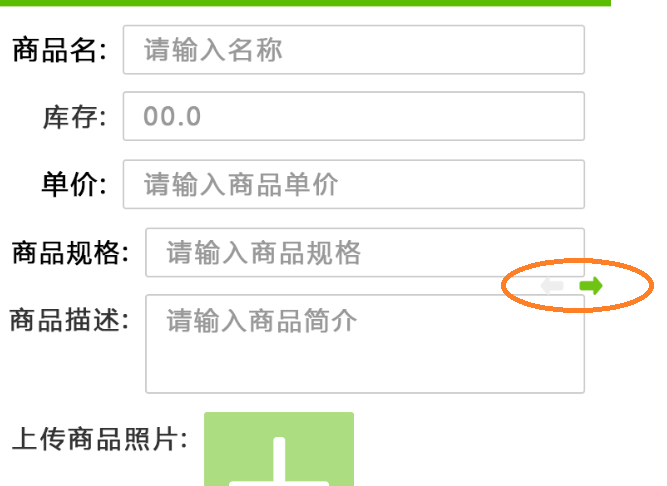 商品名: 请输入名称
库存: 00.0
单价: 请输入商品单价
商品规格: 请输入商品规格
商品描述: 请输入商品简介
上传商品照片: